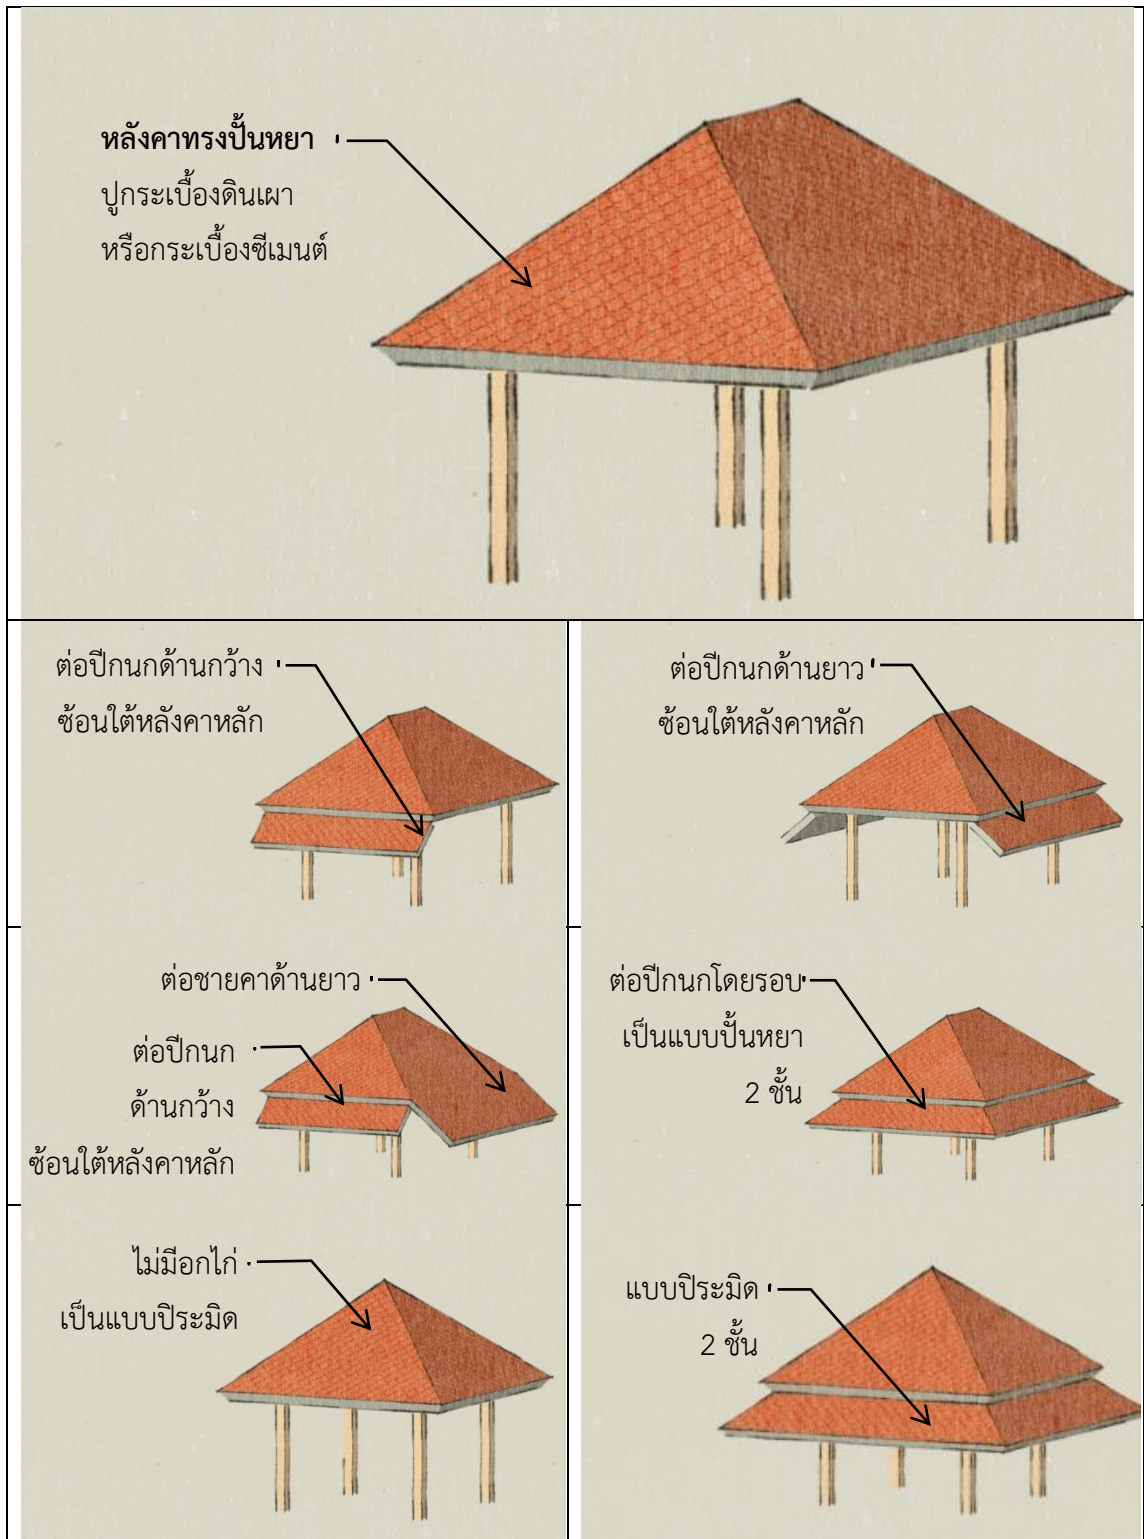 หลังคาทรงปั้นหยา
ปูกระเบื้องดินเผา
หรือกระเบื้องซีเมนต์
ต่อปีกนกด้านกว้าง
ซ้อนใต้หลังคาหลัก
ต่อปีกนกด้านยาว
ซ้อนใต้หลังคาหลัก
ต่อชายคาด้านยาว
ต่อปีกนก
ด้านกว้าง
ซ้อนใต้หลังคาหลัก
ต่อปีกนกโดยรอบ
เป็นแบบปั้นหยา
2 ชั้น
ไม่มีอกไก่
เป็นแบบปิระมิด
แบบปิระมิด
2 ชั้น